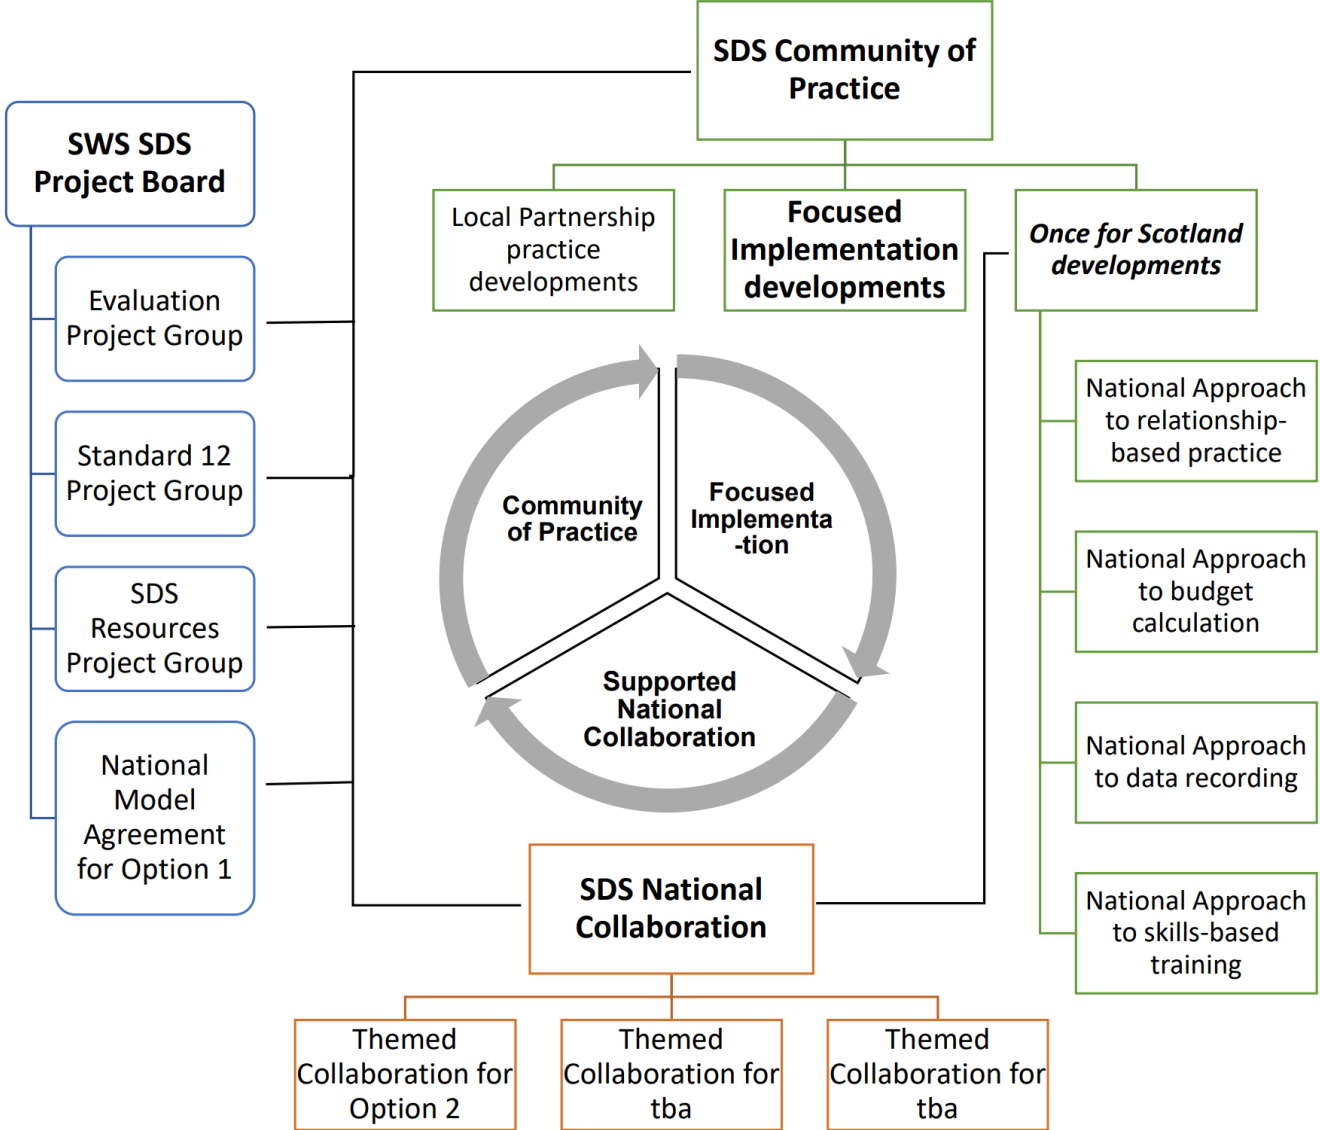 SDS Community of
Practice
SWS SDS
Project Board
Local Partnership
practice
developments
Focused
Implementation
developments
Once for Scotland
developments
Evaluation
Project Group
Standard 12
Project Group
SDS
Resources
Project Group
National
Model
Agreement
for Option 1
Community
of Practice
Focused
Implementa
-tion
Supported
National
Collaboration
National Approach
to relationship-
based practice
National Approach
to budget
calculation
National Approach
to data recording
National Approach
to skills-based
training
SDS National
Collaboration
Themed
Collaboration for
Option 2
Themed
Collaboration for
tba
Themed
Collaboration for
tba